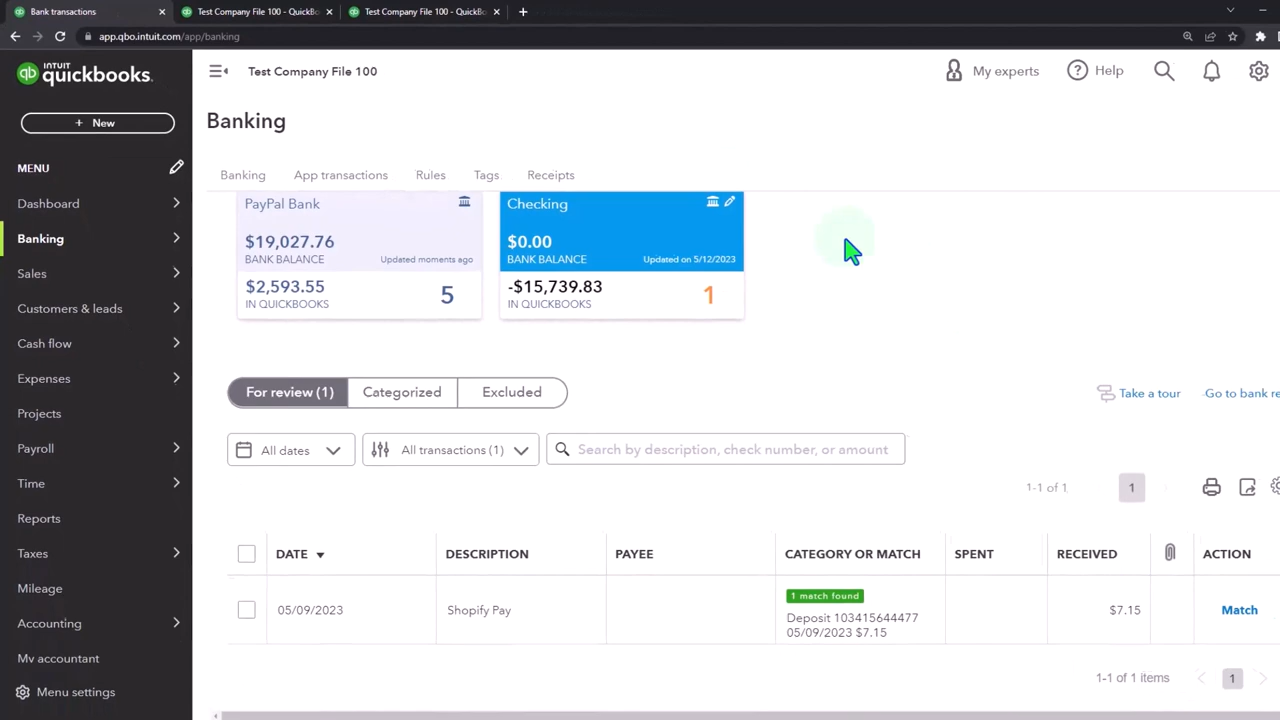 Bank transactions
Test Company File 100 - QuickBo
Test Company File 100 - QuickBo
app.qbo.intuit.com/app/banking
INTUIT
quickbooks.
Test Company File 100
My experts
Help
+ New
Banking
MENU
Banking
App transactions
Rules
Tags
Receipts
Dashboard
Banking
Sales
Customers & leads
Cash flow
Expenses
Projects
Payroll
Time
Reports
Taxes
Mileage
Accounting
My accountant
Menu settings
PayPal Bank
$19,027.76
BANK BALANCE
Updated moments ago
$2,593.55
IN QUICKBOOKS
5
Checking
$0.00
BANK BALANCE
Updated on 5/12/2023
-$15,739.83
IN QUICKBOOKS
1
For review (1)
Categorized
Excluded
Take a tour
Go to bank re
All dates
All transactions (1)
Search by description, check number, or amount
1-1 of 1
1
DATE
DESCRIPTION
PAYEE
CATEGORY OR MATCH
SPENT
RECEIVED
ACTION
05/09/2023
Shopify Pay
1 match found
Deposit 103415644477
05/09/2023 $7.15
$7.15
Match
1-1 of 1 items
1